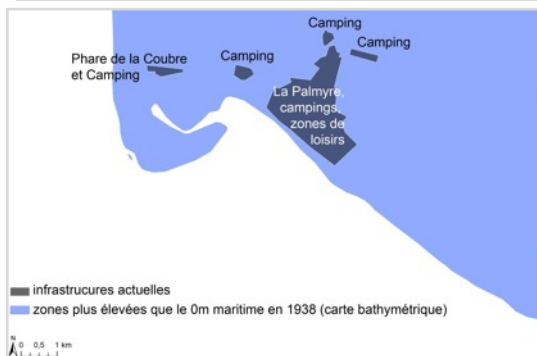 Camping
Phare de la Coubre
et Camping
Camping
Camping
La Palmyre,
campings,
zones de
loisirs
infrastrucures actuelles
zones plus élevées que le 0m maritime en 1938 (carte bathymétrique)
N
0 0,5 1 km